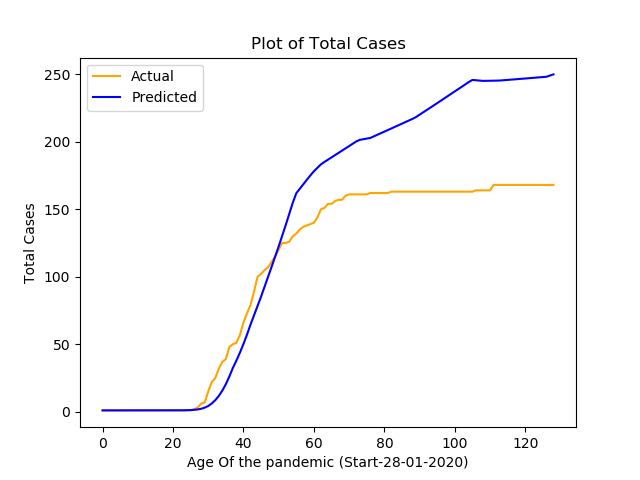 Plot of Total Cases
Actual
Predicted
250
200
150
100
50
0
Total Cases
0 20 40 60 80 100 120
Age Of the pandemic (Start-28-01-2020)